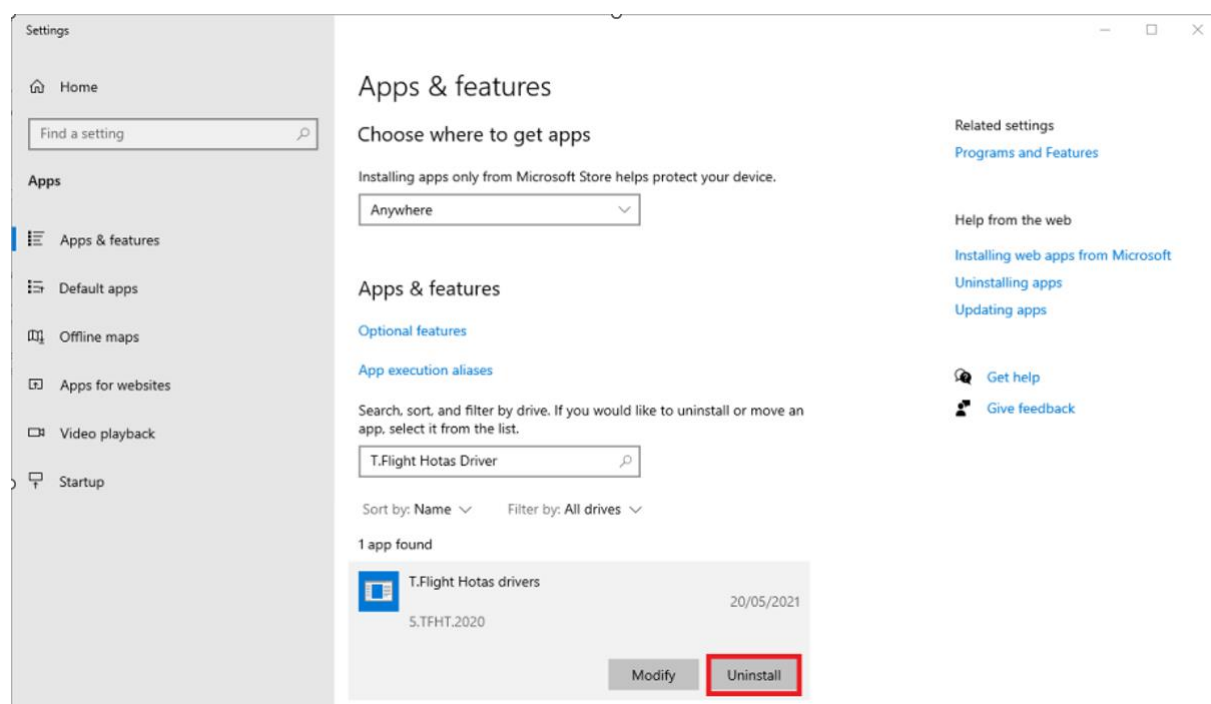 Settings
Home
Find a setting
Apps
Apps & features
Default apps
Offline maps
Apps for websites
Video playback
Startup
Apps & features
Choose where to get apps
Installing apps only from Microsoft Store helps protect your device.
Anywhere
Apps & features
Optional features
App execution aliases
Search, sort, and filter by drive. If you would like to uninstall or move an
app, select it from the list.
T.Flight Hotas Driver
Sort by: Name Filter by: All drives
1 app found
T.Flight Hotas drivers
20/05/2021
5.TFHT.2020
Modify Uninstall
Related settings
Programs and Features
Help from the web
Installing web apps from Microsoft
Uninstalling apps
Updating apps
Get help
Give feedback